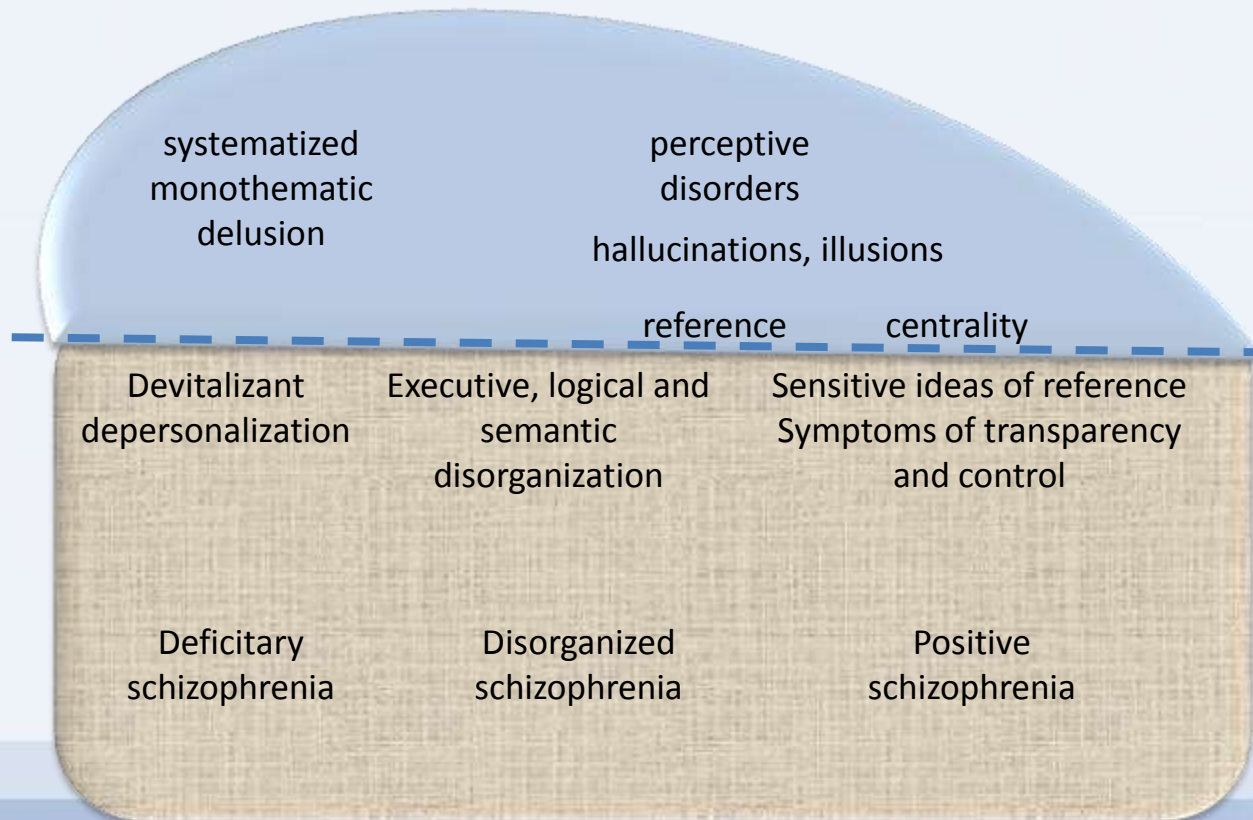 systematized
monothematic
delusion
perceptive
disorders
hallucinations, illusions
reference centrality
Devitalizant
depersonalization
Executive, logical and
semantic
disorganization
Sensitive ideas of reference
Symptoms of transparency
and control
Deficitary
schizophrenia
Disorganized
schizophrenia
Positive
schizophrenia